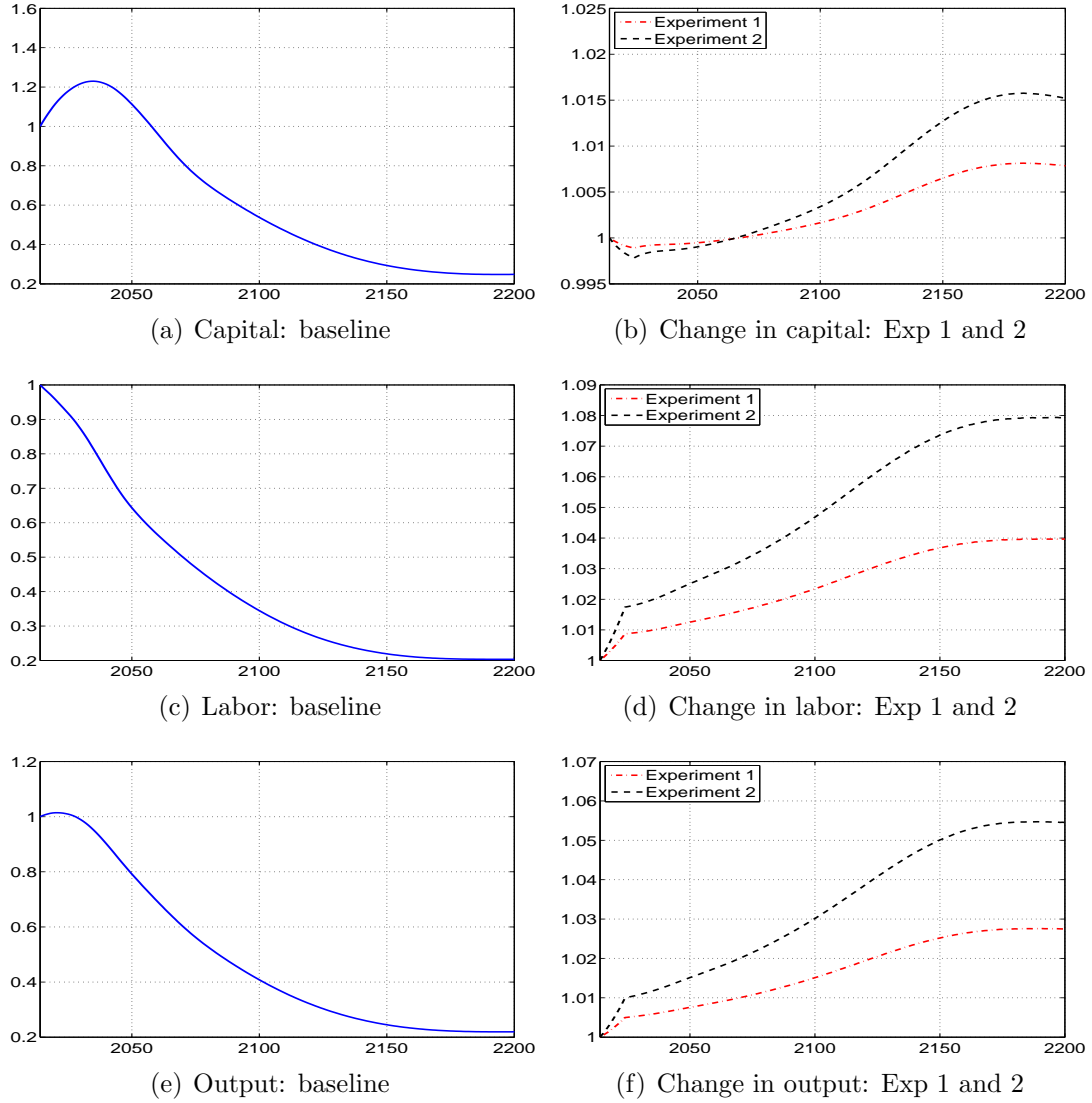 1.6
1.4
1.2
1
0.8
0.6
0.4
0.2
2050 2100 2150 2200
(a) Capital: baseline
1.025
1.02
1.015
1.01
1.005
1
0.995
Experiment 1
Experiment 2
2050 2100 2150 2200
(b) Change in capital: Exp 1 and 2
1
0.9
0.8
0.7
0.6
0.5
0.4
0.3
0.2
2050 2100 2150 2200
(c) Labor: baseline
1.09
1.08
1.07
1.06
1.05
1.04
1.03
1.02
1.01
1
Experiment 1
Experiment 2
2050 2100 2150 2200
(d) Change in labor: Exp 1 and 2
1.2
1
0.8
0.6
0.4
0.2
2050 2100 2150 2200
(e) Output: baseline
1.07
1.06
1.05
1.04
1.03
1.02
1.01
1
Experiment 1
Experiment 2
2050 2100 2150 2200
(f) Change in output: Exp 1 and 2